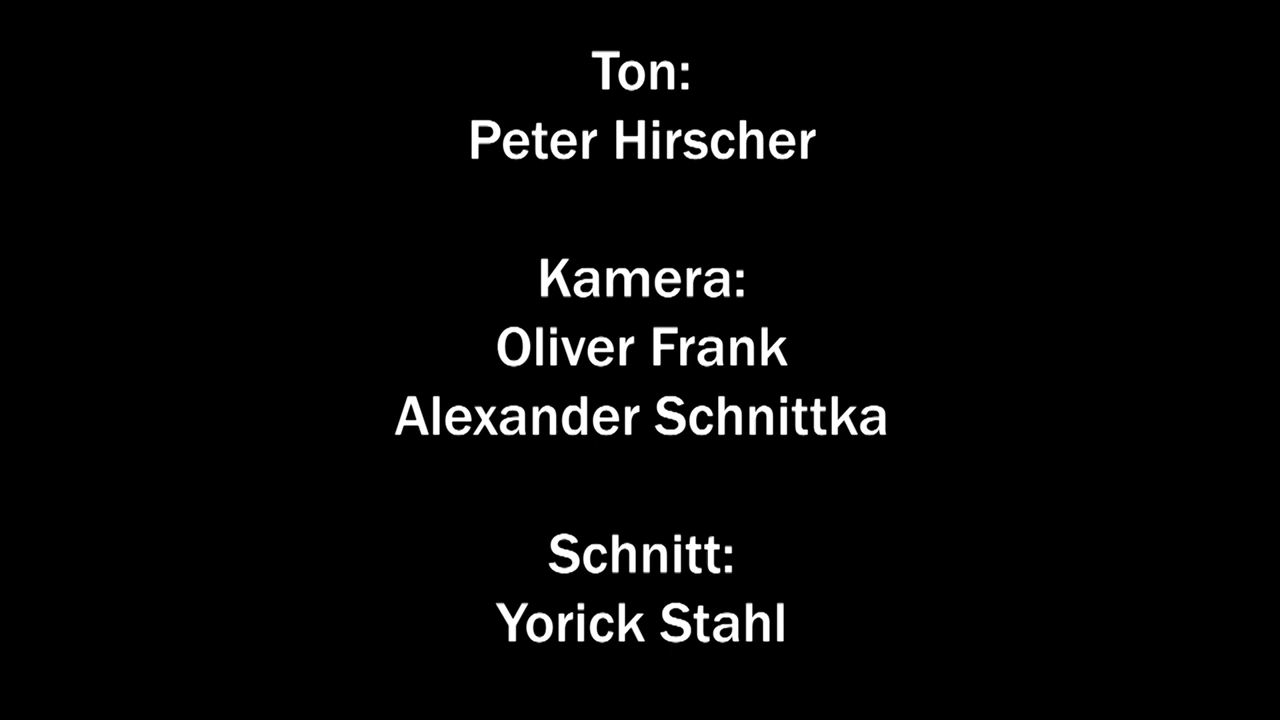 Ton:
Peter Hirscher
Kamera:
Oliver Frank
Alexander Schnittka
Schnitt:
Yorick Stahl